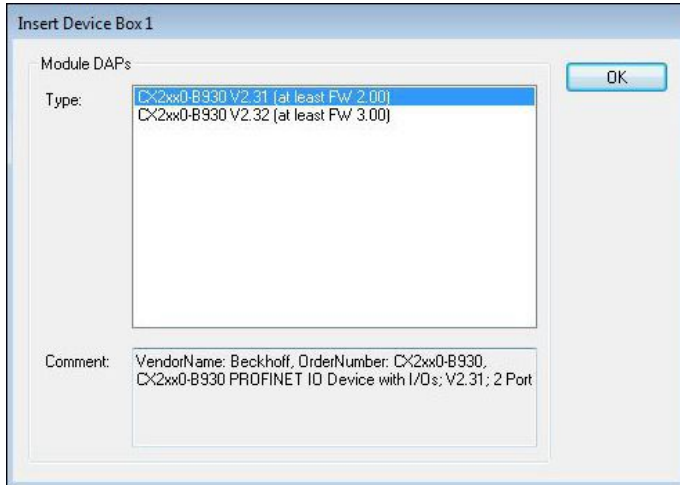 Insert Device Box 1
Module DAPs
OK
Type:
CX2xx0-B930 V2.31 (at least FW 2.00)
CX2xx0-B930 V2.32 (at least FW 3.00)
Comment:
VendorName: Beckhoff, OrderNumber: CX2xx0-B930,
CX2xx0-B930 PROFINET IO Device with I/Os; V2.31; 2 Port